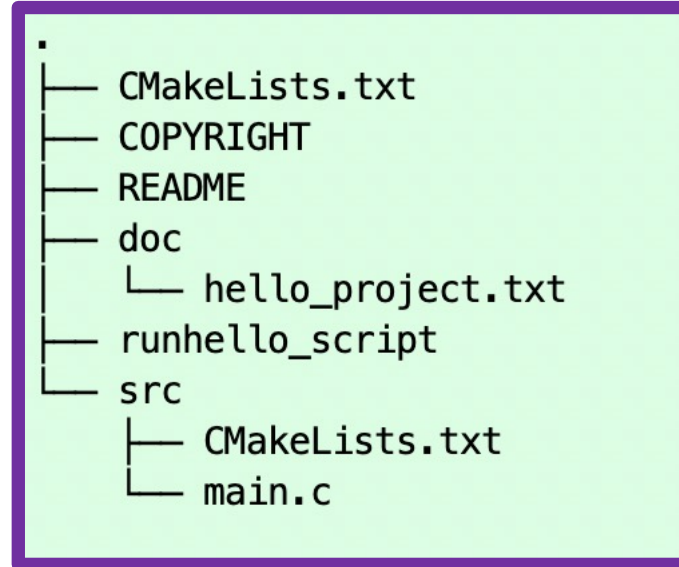 .
├── CMakeLists.txt
├── COPYRIGHT
├── README
├── doc
│   └── hello_project.txt
├── runhello_script
└── src
    ├── CMakeLists.txt
    └── main.c